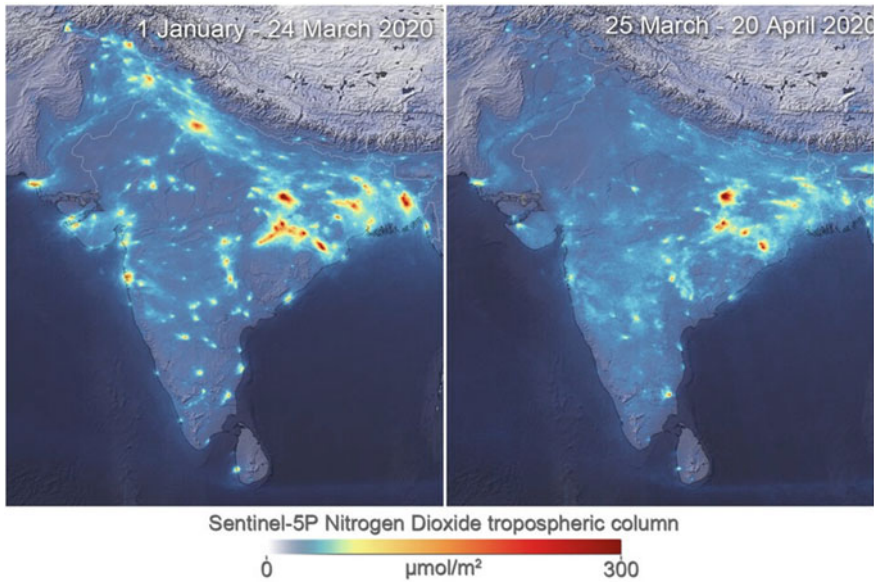 1 January - 24 March 2020
25 March - 20 April 2020
Sentinel-5P Nitrogen Dioxide tropospheric column
0
µmol/m²
300